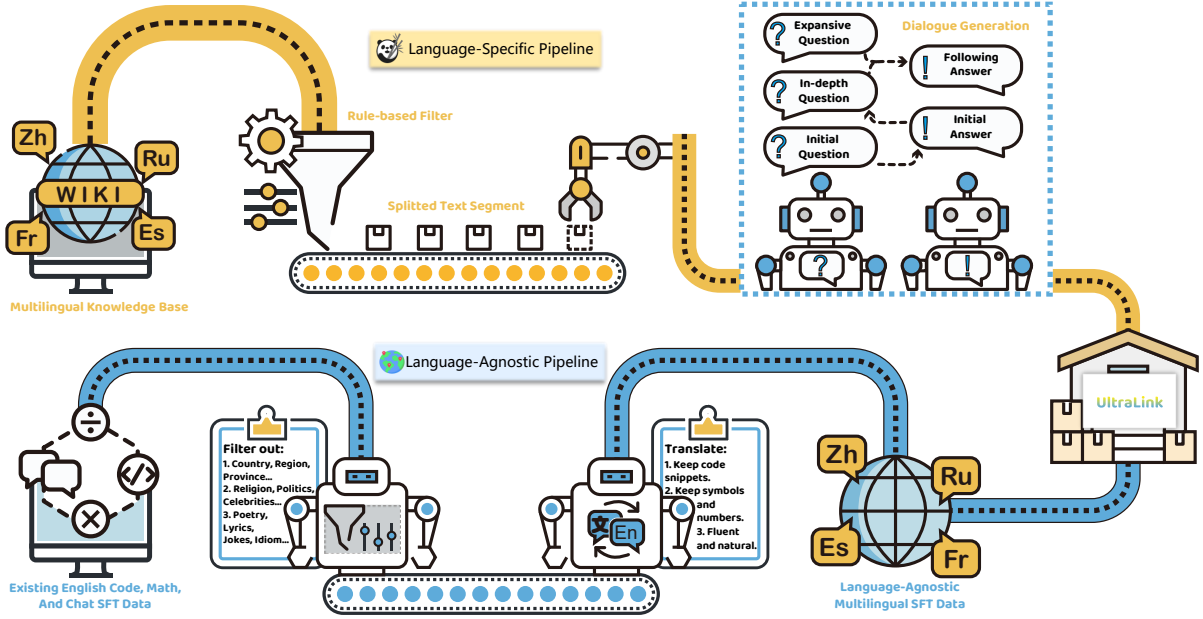 Language-Specific Pipeline
Zh
Ru
WIKI
Fr
Es
Multilingual Knowledge Base
Rule-based Filter
Splitted Text Segment
Dialogue Generation
?
Expansive
Question
!
Following
Answer
?
In-depth
Question
!
Initial
Answer
?
Initial
Question
?
!
Language-Agnostic Pipeline
÷
</>
×
Existing English Code, Math,
And Chat SFT Data
Filter out:
1. Country, Region,
Province...
2. Religion, Politics,
Celebrities...
3. Poetry,
Lyrics,
Jokes, Idiom...
Translate:
1. Keep code
snippets.
2. Keep symbols
and
numbers.
3. Fluent
and natural.
文
En
Zh
Ru
Es
Fr
Language-Agnostic
Multilingual SFT Data
UltraLink